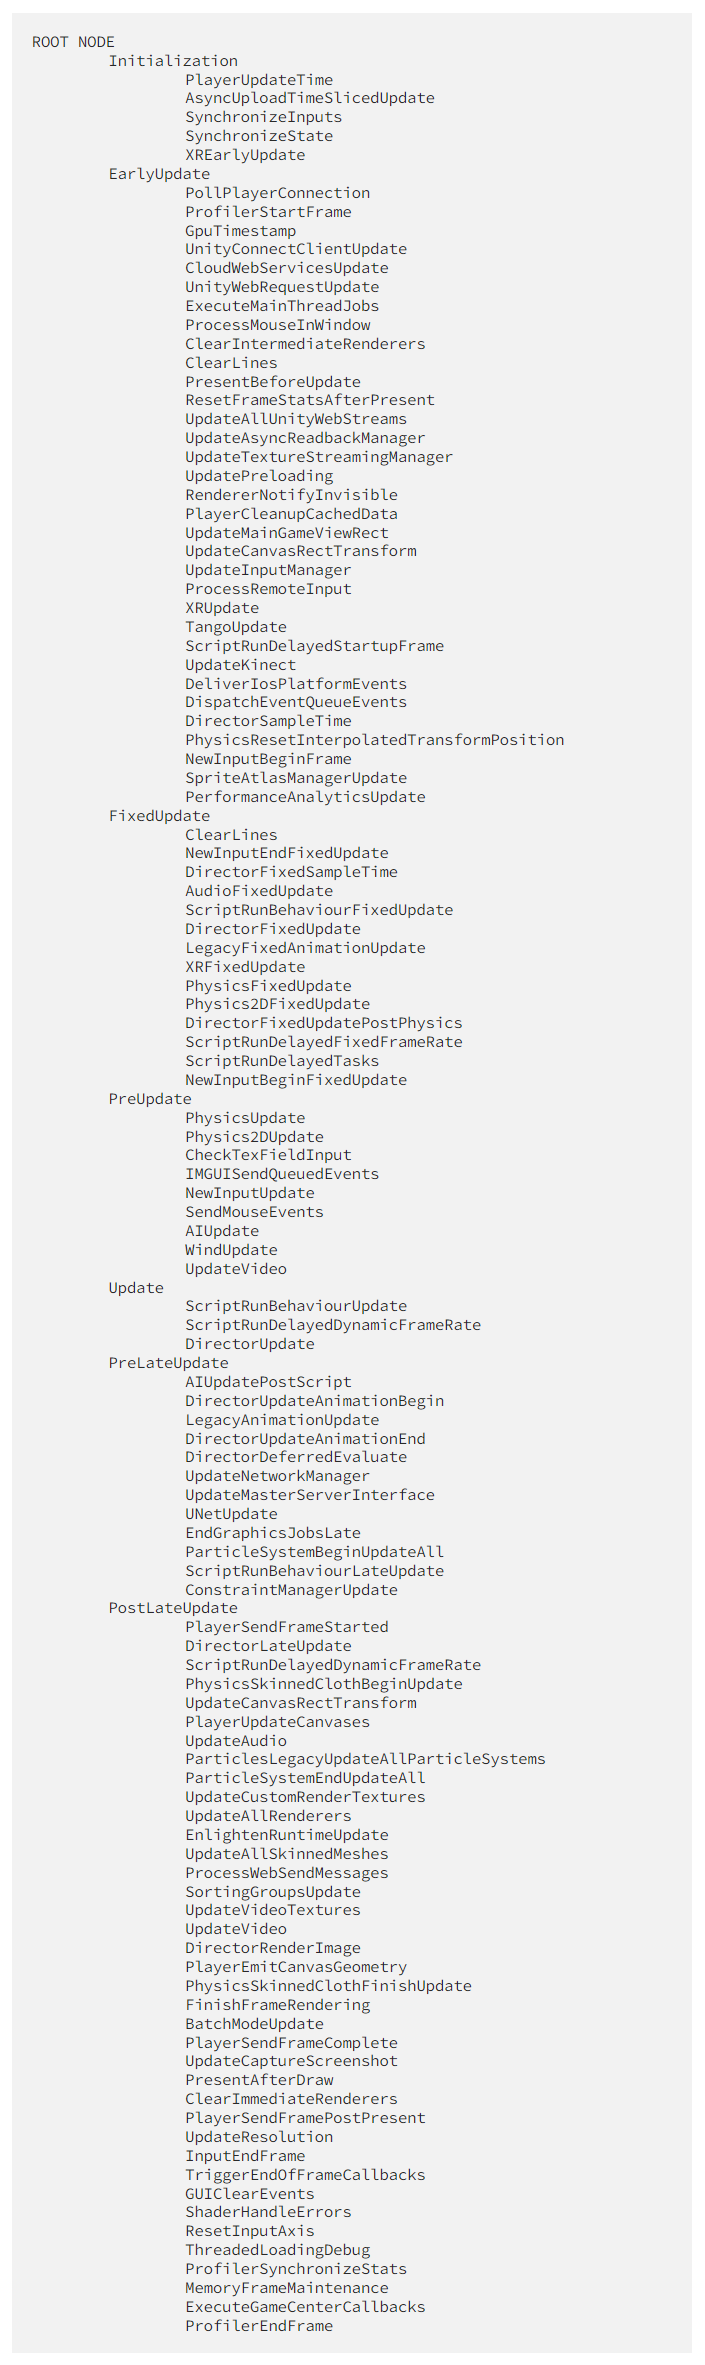 ROOT NODE
Initialization
PlayerUpdateTime
AsyncUploadTimeSlicedUpdate
SynchronizeInputs
SynchronizeState
XREarlyUpdate
EarlyUpdate
PollPlayerConnection
ProfilerStartFrame
GpuTimestamp
UnityConnectClientUpdate
CloudWebServicesUpdate
UnityWebRequestUpdate
ExecuteMainThreadJobs
ProcessMouseInWindow
ClearIntermediateRenderers
ClearLines
PresentBeforeUpdate
ResetFrameStatsAfterPresent
UpdateAllUnityWebStreams
UpdateAsyncReadbackManager
UpdateTextureStreamingManager
UpdatePreloading
RendererNotifyInvisible
PlayerCleanupCachedData
UpdateMainGameViewRect
UpdateCanvasRectTransform
UpdateInputManager
ProcessRemoteInput
XRUpdate
TangoUpdate
ScriptRunDelayedStartupFrame
UpdateKinect
DeliverIosPlatformEvents
DispatchEventQueueEvents
DirectorSampleTime
PhysicsResetInterpolatedTransformPosition
NewInputBeginFrame
SpriteAtlasManagerUpdate
PerformanceAnalyticsUpdate
FixedUpdate
ClearLines
NewInputEndFixedUpdate
DirectorFixedSampleTime
AudioFixedUpdate
ScriptRunBehaviourFixedUpdate
DirectorFixedUpdate
LegacyFixedAnimationUpdate
XRFixedUpdate
PhysicsFixedUpdate
Physics2DFixedUpdate
DirectorFixedUpdatePostPhysics
ScriptRunDelayedFixedFrameRate
ScriptRunDelayedTasks
NewInputBeginFixedUpdate
PreUpdate
PhysicsUpdate
Physics2DUpdate
CheckTexFieldInput
IMGUISendQueuedEvents
NewInputUpdate
SendMouseEvents
AIUpdate
WindUpdate
UpdateVideo
Update
ScriptRunBehaviourUpdate
ScriptRunDelayedDynamicFrameRate
DirectorUpdate
PreLateUpdate
AIUpdatePostScript
DirectorUpdateAnimationBegin
LegacyAnimationUpdate
DirectorUpdateAnimationEnd
DirectorDeferredEvaluate
UpdateNetworkManager
UpdateMasterServerInterface
UNetUpdate
EndGraphicsJobsLate
ParticleSystemBeginUpdateAll
ScriptRunBehaviourLateUpdate
ConstraintManagerUpdate
PostLateUpdate
PlayerSendFrameStarted
DirectorLateUpdate
ScriptRunDelayedDynamicFrameRate
PhysicsSkinnedClothBeginUpdate
UpdateCanvasRectTransform
PlayerUpdateCanvases
UpdateAudio
ParticlesLegacyUpdateAllParticleSystems
ParticleSystemEndUpdateAll
UpdateCustomRenderTextures
UpdateAllRenderers
EnlightenRuntimeUpdate
UpdateAllSkinnedMeshes
ProcessWebSendMessages
SortingGroupsUpdate
UpdateVideoTextures
UpdateVideo
DirectorRenderImage
PlayerEmitCanvasGeometry
PhysicsSkinnedClothFinishUpdate
FinishFrameRendering
BatchModeUpdate
PlayerSendFrameComplete
UpdateCaptureScreenshot
PresentAfterDraw
ClearImmediateRenderers
PlayerSendFramePostPresent
UpdateResolution
InputEndFrame
TriggerEndOfFrameCallbacks
GUIClearEvents
ShaderHandleErrors
ResetInputAxis
ThreadedLoadingDebug
ProfilerSynchronizeStats
MemoryFrameMaintenance
ExecuteGameCenterCallbacks
ProfilerEndFrame